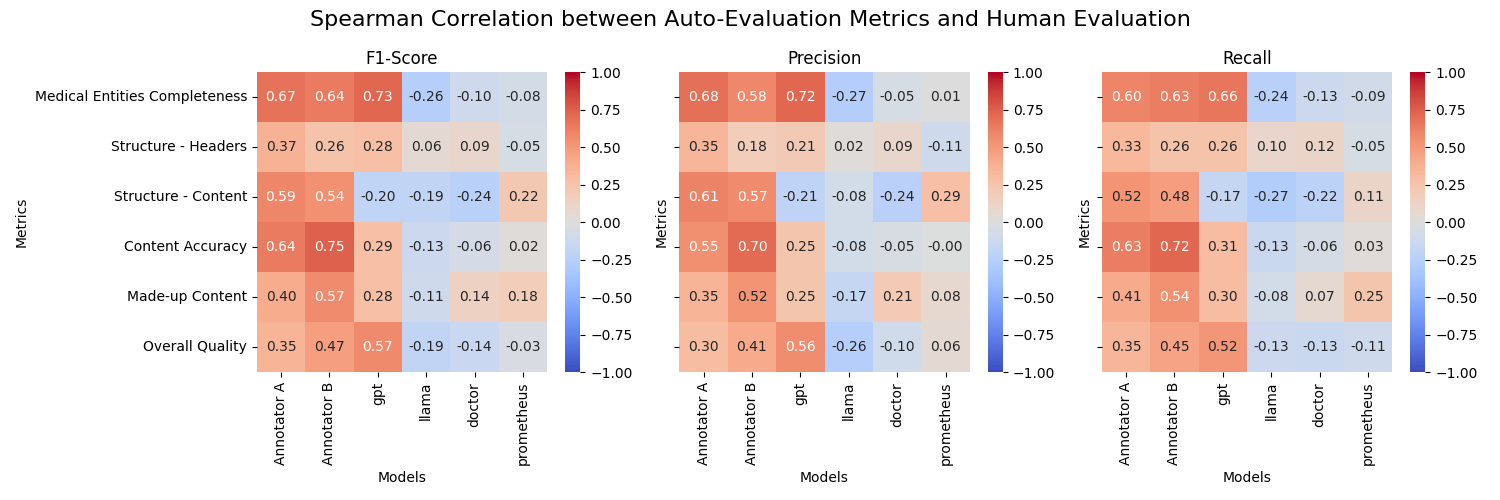 Spearman Correlation between Auto-Evaluation Metrics and Human Evaluation
F1-Score
Metrics
Medical Entities Completeness 0.67 0.64 0.73 -0.26 -0.10 -0.08
Structure - Headers 0.37 0.26 0.28 0.06 0.09 -0.05
Structure - Content 0.59 0.54 -0.20 -0.19 -0.24 0.22
Content Accuracy 0.64 0.75 0.29 -0.13 -0.06 0.02
Made-up Content 0.40 0.57 0.28 -0.11 0.14 0.18
Overall Quality 0.35 0.47 0.57 -0.19 -0.14 -0.03
Annotator A
Annotator B
gpt
llama
doctor
prometheus
Models
1.00
0.75
0.50
0.25
0.00
−0.25
−0.50
−0.75
−1.00
Precision
Metrics
0.68 0.58 0.72 -0.27 -0.05 0.01
0.35 0.18 0.21 0.02 0.09 -0.11
0.61 0.57 -0.21 -0.08 -0.24 0.29
0.55 0.70 0.25 -0.08 -0.05 -0.00
0.35 0.52 0.25 -0.17 0.21 0.08
0.30 0.41 0.56 -0.26 -0.10 0.06
Annotator A
Annotator B
gpt
llama
doctor
prometheus
Models
1.00
0.75
0.50
0.25
0.00
−0.25
−0.50
−0.75
−1.00
Recall
Metrics
0.60 0.63 0.66 -0.24 -0.13 -0.09
0.33 0.26 0.26 0.10 0.12 -0.05
0.52 0.48 -0.17 -0.27 -0.22 0.11
0.63 0.72 0.31 -0.13 -0.06 0.03
0.41 0.54 0.30 -0.08 0.07 0.25
0.35 0.45 0.52 -0.13 -0.13 -0.11
Annotator A
Annotator B
gpt
llama
doctor
prometheus
Models
1.00
0.75
0.50
0.25
0.00
−0.25
−0.50
−0.75
−1.00